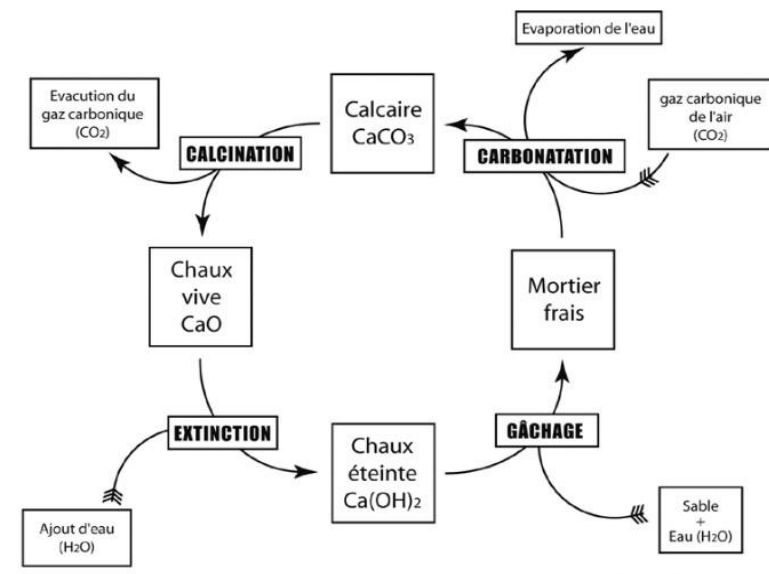 Evaporation de l'eau
Evacution du
gaz carbonique
(CO2)
Calcaire
CaCO3
gaz carbonique
de l'air
(CO2)
CALCINATION
CARBONATATION
Chaux
vive
CaO
Mortier
frais
EXTINCTION
Chaux
éteinte
Ca(OH)2
GÂCHAGE
Ajout d'eau
(H2O)
Sable
+
Eau (H2O)